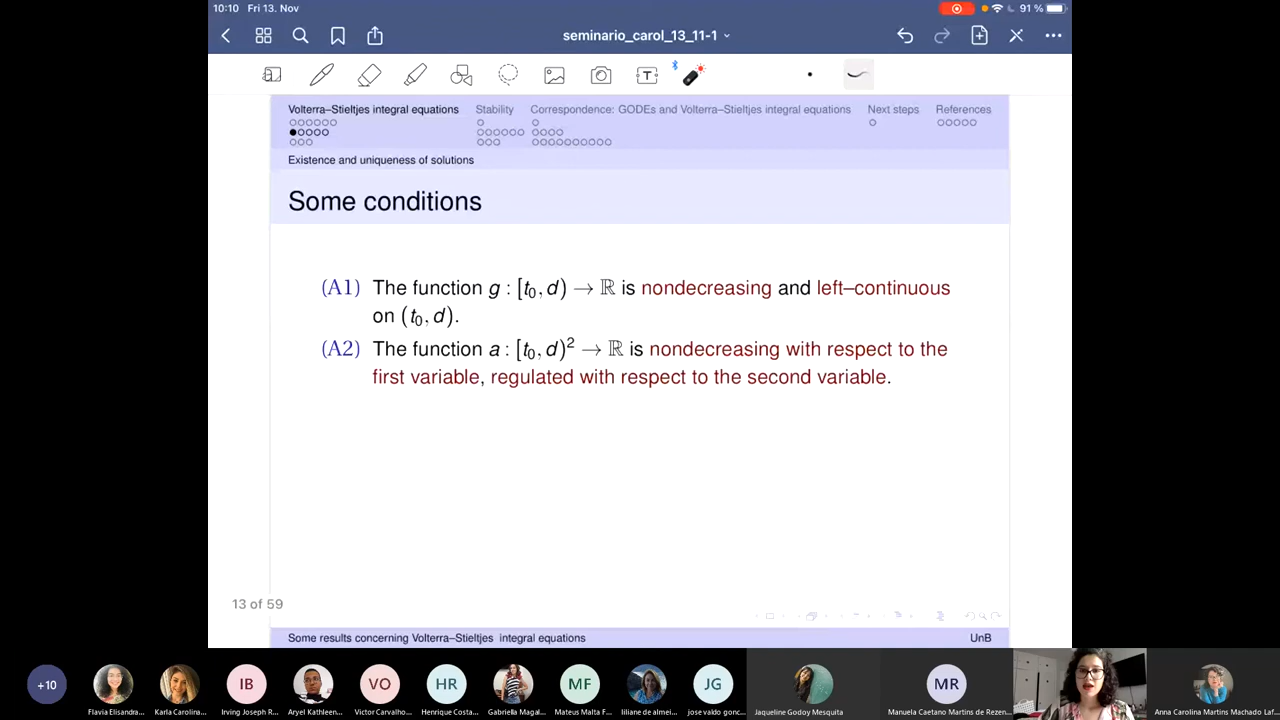 10:10 Fri 13. Nov
91 %
seminario_carol_13_11-1
T
Volterra–Stieltjes integral equations Stability Correspondence: GODEs and Volterra–Stieltjes integral equations Next steps References
Existence and uniqueness of solutions
Some conditions
(A1) The function g : [t₀, d) → ℝ is nondecreasing and left–continuous
on (t₀, d).
(A2) The function a : [t₀, d)² → ℝ is nondecreasing with respect to the
first variable, regulated with respect to the second variable.
13 of 59
Some results concerning Volterra–Stieltjes integral equations UnB
+10 IB VO HR MF JG MR
Flavia Elisandra... Karla Carolina... Irving Joseph R... Aryel Kathleen... Victor Carvalho... Henrique Costa... Gabriella Magal... Mateus Malta F... liliane de almei... jose valdo gonc... Jaqueline Godoy Mesquita Manuela Caetano Martins de Rezen... Anna Carolina Martins Machado Laf...